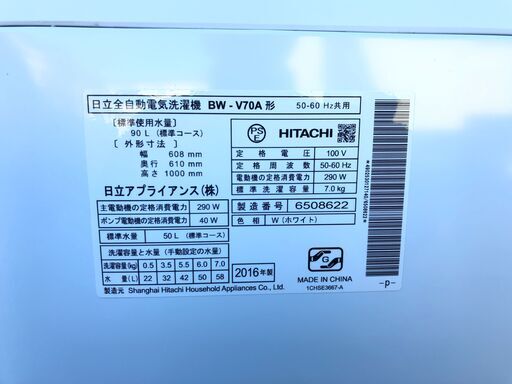 日立全自動電気洗濯機 BW - V70A 形 50-60 Hz共用
〔標準使用水量〕
90 L (標準コース)
〔 外 形 寸 法 〕
幅 608 mm
奥行 610 mm
高さ 1000 mm
日立アプライアンス(株)
PS E HITACHI
定格電圧 100 V
定格周波数 50-60 Hz
定格消費電力 290 W
標準洗濯容量 7.0 kg
主電動機の定格消費電力 290 W
ポンプ電動機の定格消費電力 40 W
製造番号 6508622
標準水量 50 L (標準コース)
色相 W (ホワイト)
洗濯容量と水量 (手動設定の水量)
洗濯容量(kg) 0.5 3.5 5.5 6.0 7.0
水量(L) 22 32 42 50 58
2016年製
G
MADE IN CHINA
1CHSE3667-A
製造元 Shanghai Hitachi Household Appliances Co., Ltd.
-p-